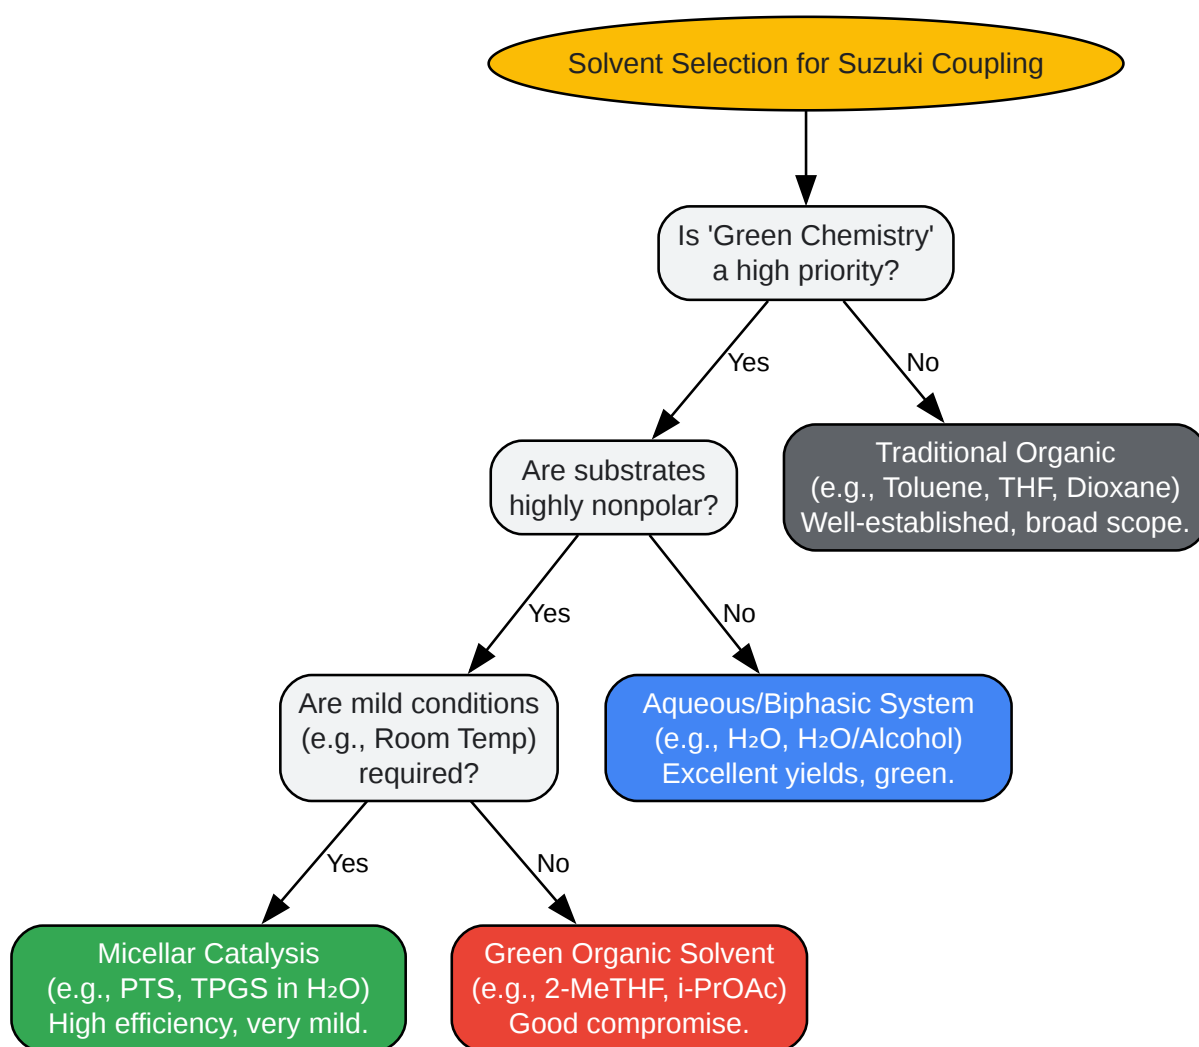 Solvent Selection for Suzuki Coupling
Is 'Green Chemistry'
a high priority?
Yes
No
Are substrates
highly nonpolar?
Traditional Organic
(e.g., Toluene, THF, Dioxane)
Well-established, broad scope.
Yes
No
Are mild conditions
(e.g., Room Temp)
required?
Aqueous/Biphasic System
(e.g., H₂O, H₂O/Alcohol)
Excellent yields, green.
Yes
No
Micellar Catalysis
(e.g., PTS, TPGS in H₂O)
High efficiency, very mild.
Green Organic Solvent
(e.g., 2-MeTHF, i-PrOAc)
Good compromise.